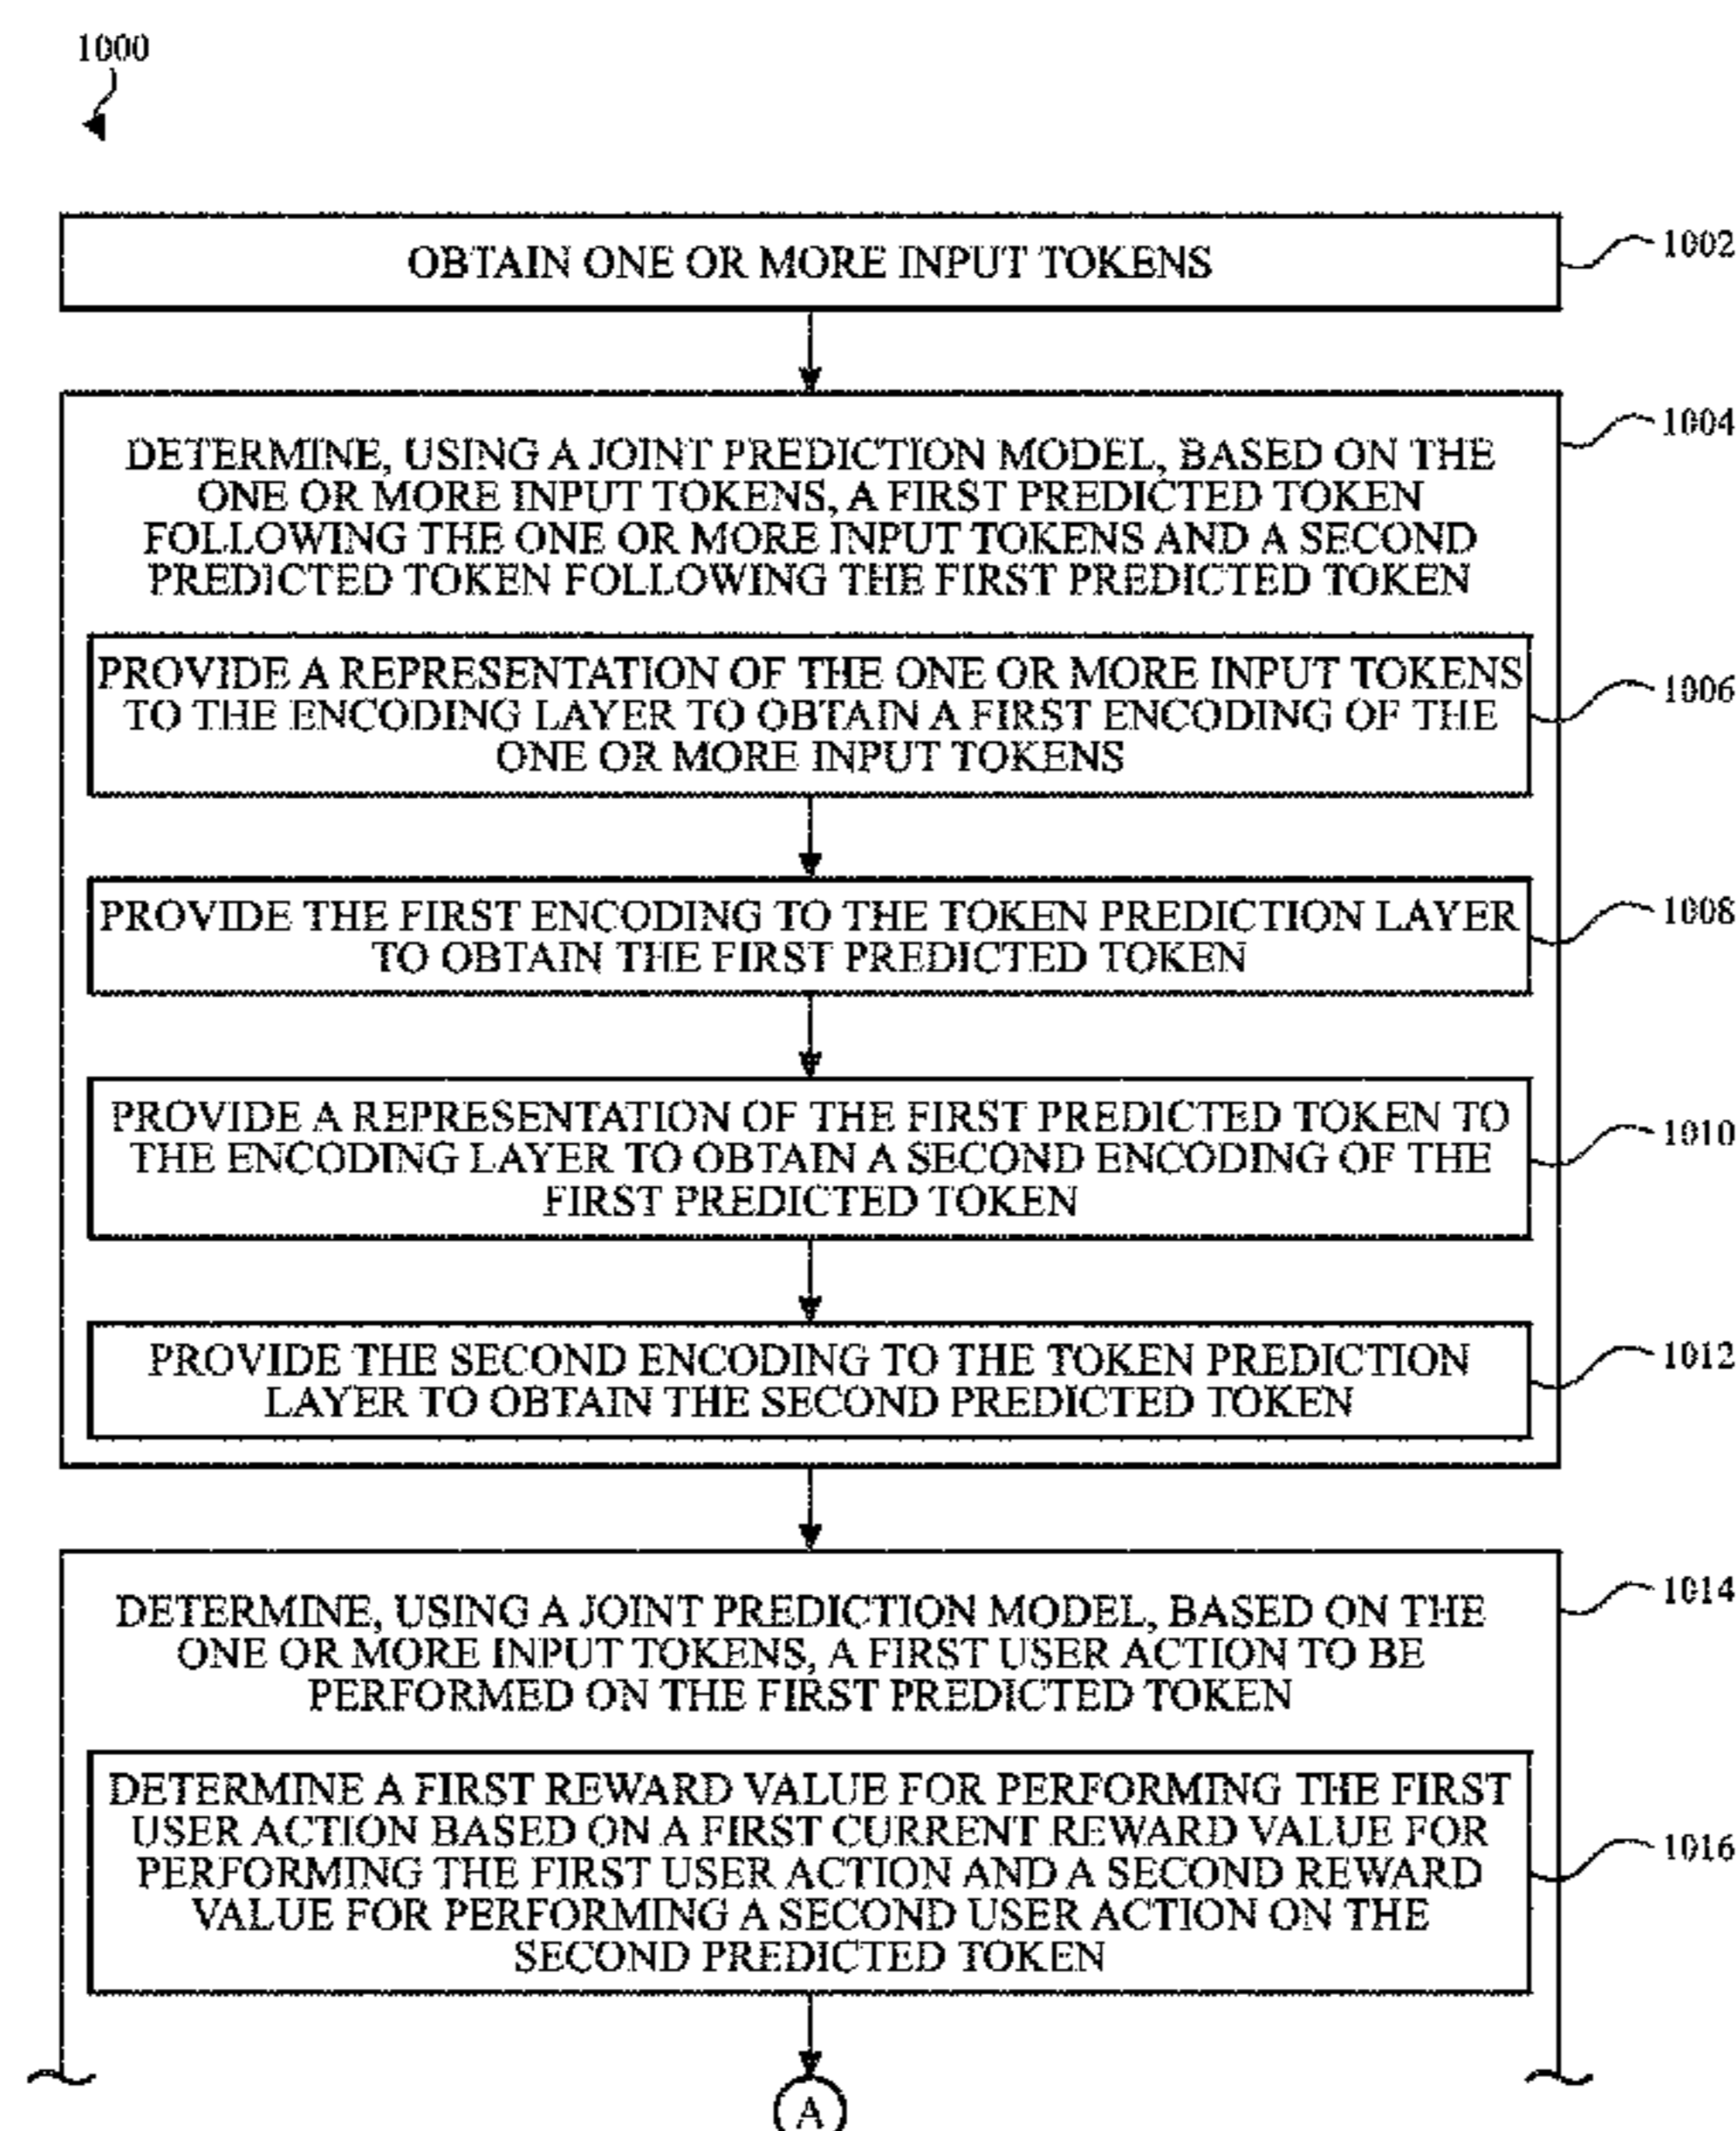 1000
OBTAIN ONE OR MORE INPUT TOKENS
1002
DETERMINE, USING A JOINT PREDICTION MODEL, BASED ON THE
ONE OR MORE INPUT TOKENS, A FIRST PREDICTED TOKEN
FOLLOWING THE ONE OR MORE INPUT TOKENS AND A SECOND
PREDICTED TOKEN FOLLOWING THE FIRST PREDICTED TOKEN
1004
PROVIDE A REPRESENTATION OF THE ONE OR MORE INPUT TOKENS
TO THE ENCODING LAYER TO OBTAIN A FIRST ENCODING OF THE
ONE OR MORE INPUT TOKENS
1006
PROVIDE THE FIRST ENCODING TO THE TOKEN PREDICTION LAYER
TO OBTAIN THE FIRST PREDICTED TOKEN
1008
PROVIDE A REPRESENTATION OF THE FIRST PREDICTED TOKEN TO
THE ENCODING LAYER TO OBTAIN A SECOND ENCODING OF THE
FIRST PREDICTED TOKEN
1010
PROVIDE THE SECOND ENCODING TO THE TOKEN PREDICTION
LAYER TO OBTAIN THE SECOND PREDICTED TOKEN
1012
DETERMINE, USING A JOINT PREDICTION MODEL, BASED ON THE
ONE OR MORE INPUT TOKENS, A FIRST USER ACTION TO BE
PERFORMED ON THE FIRST PREDICTED TOKEN
1014
DETERMINE A FIRST REWARD VALUE FOR PERFORMING THE FIRST
USER ACTION BASED ON A FIRST CURRENT REWARD VALUE FOR
PERFORMING THE FIRST USER ACTION AND A SECOND REWARD
VALUE FOR PERFORMING A SECOND USER ACTION ON THE
SECOND PREDICTED TOKEN
1016
A